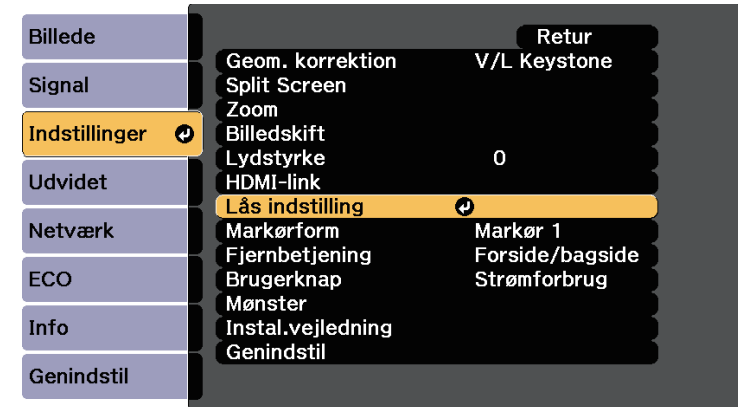 Billede
Signal
Indstillinger
Udvidet
Netværk
ECO
Info
Genindstil
Retur
Geom. korrektion V/L Keystone
Split Screen
Zoom
Billedskift
Lydstyrke 0
HDMI-link
Lås indstilling
Markørform Markør 1
Fjernbetjening Forside/bagside
Brugerknap Strømforbrug
Mønster
Instal.vejledning
Genindstil